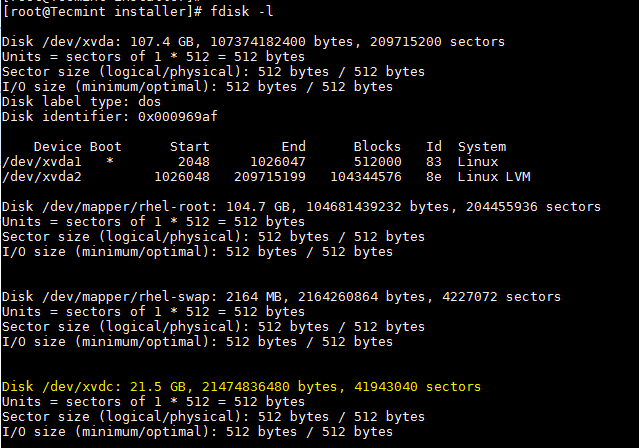 [root@Tecmint installer]#
[root@Tecmint installer]# fdisk -l
Disk /dev/xvda: 107.4 GB, 107374182400 bytes, 209715200 sectors
Units = sectors of 1 * 512 = 512 bytes
Sector size (logical/physical): 512 bytes / 512 bytes
I/O size (minimum/optimal): 512 bytes / 512 bytes
Disk label type: dos
Disk identifier: 0x000969af
Device Boot Start End Blocks Id System
/dev/xvda1 * 2048 1026047 512000 83 Linux
/dev/xvda2 1026048 209715199 104344576 8e Linux LVM
Disk /dev/mapper/rhel-root: 104.7 GB, 104681439232 bytes, 204455936 sectors
Units = sectors of 1 * 512 = 512 bytes
Sector size (logical/physical): 512 bytes / 512 bytes
I/O size (minimum/optimal): 512 bytes / 512 bytes
Disk /dev/mapper/rhel-swap: 2164 MB, 2164260864 bytes, 4227072 sectors
Units = sectors of 1 * 512 = 512 bytes
Sector size (logical/physical): 512 bytes / 512 bytes
I/O size (minimum/optimal): 512 bytes / 512 bytes
Disk /dev/xvdc: 21.5 GB, 21474836480 bytes, 41943040 sectors
Units = sectors of 1 * 512 = 512 bytes
Sector size (logical/physical): 512 bytes / 512 bytes
I/O size (minimum/optimal): 512 bytes / 512 bytes